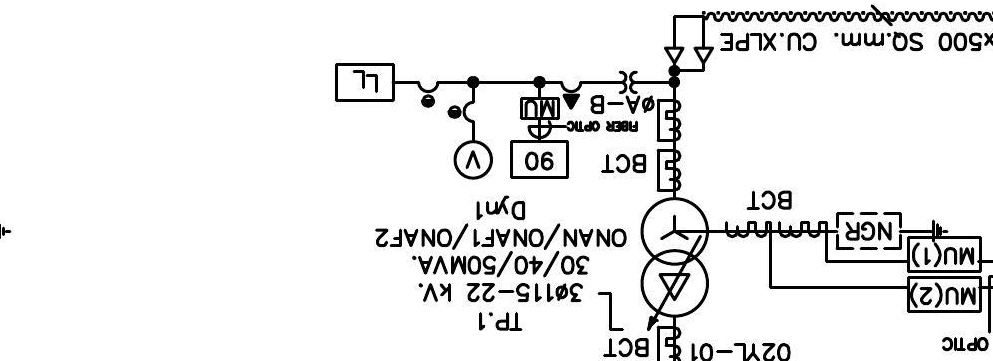 OPTIC
02YL-01
BCT
TP.1
MU(2)
3ø115-22 kV.
30/40/50MVA.
MU(1)
ONAN/ONAF1/ONAF2
NGR
Dyn1
BCT
BCT
90
V
FIBER OPTIC
MU
øA-B
LL
x500 SQ.mm. CU.XLPE